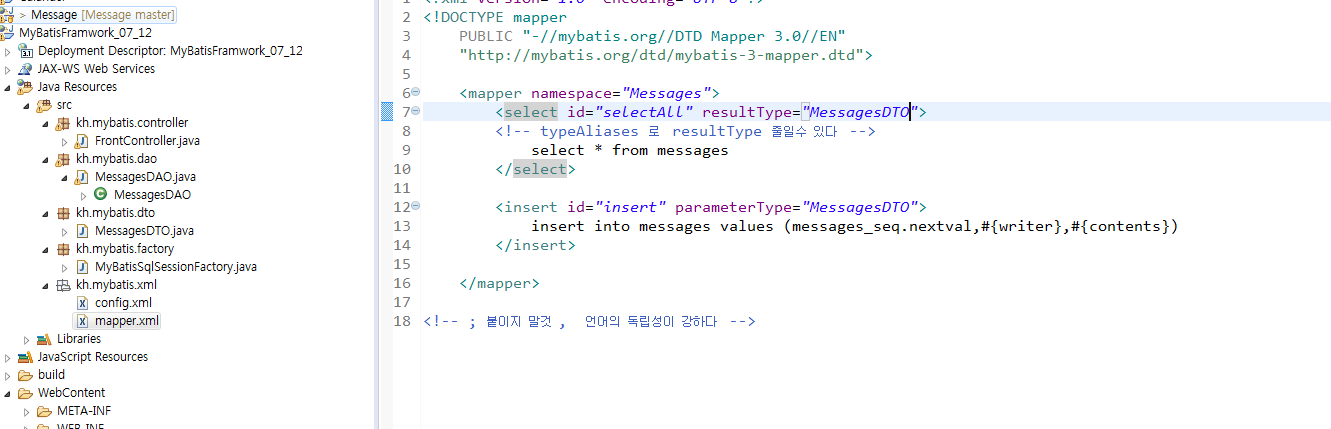 > Message [Message master]
MyBatisFramwork_07_12
Deployment Descriptor: MyBatisFramwork_07_12
JAX-WS Web Services
Java Resources
src
kh.mybatis.controller
FrontController.java
kh.mybatis.dao
MessagesDAO.java
MessagesDAO
kh.mybatis.dto
MessagesDTO.java
kh.mybatis.factory
MyBatisSqlSessionFactory.java
kh.mybatis.xml
config.xml
mapper.xml
Libraries
JavaScript Resources
build
WebContent
META-INF
WEB-INF
2 <!DOCTYPE mapper
3 PUBLIC "-//mybatis.org//DTD Mapper 3.0//EN"
4 "http://mybatis.org/dtd/mybatis-3-mapper.dtd">
5
6 <mapper namespace="Messages">
7 <select id="selectAll" resultType="MessagesDTO">
8 <!-- typeAliases 로 resultType 줄일수 있다 -->
9 select * from messages
10 </select>
11
12 <insert id="insert" parameterType="MessagesDTO">
13 insert into messages values (messages_seq.nextval,#{writer},#{contents})
14 </insert>
15
16 </mapper>
17
18 <!-- ; 붙이지 말것 , 언어의 독립성이 강하다 -->